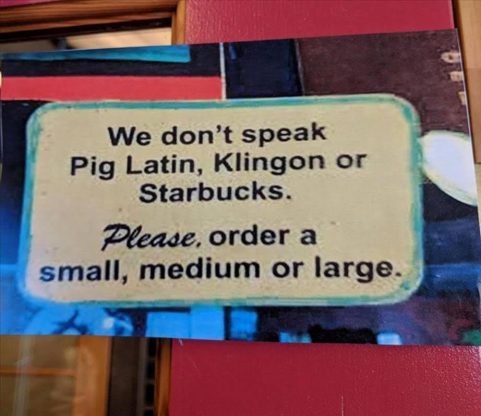 We don't speak
Pig Latin, Klingon or
Starbucks.
Please, order a
small, medium or large.